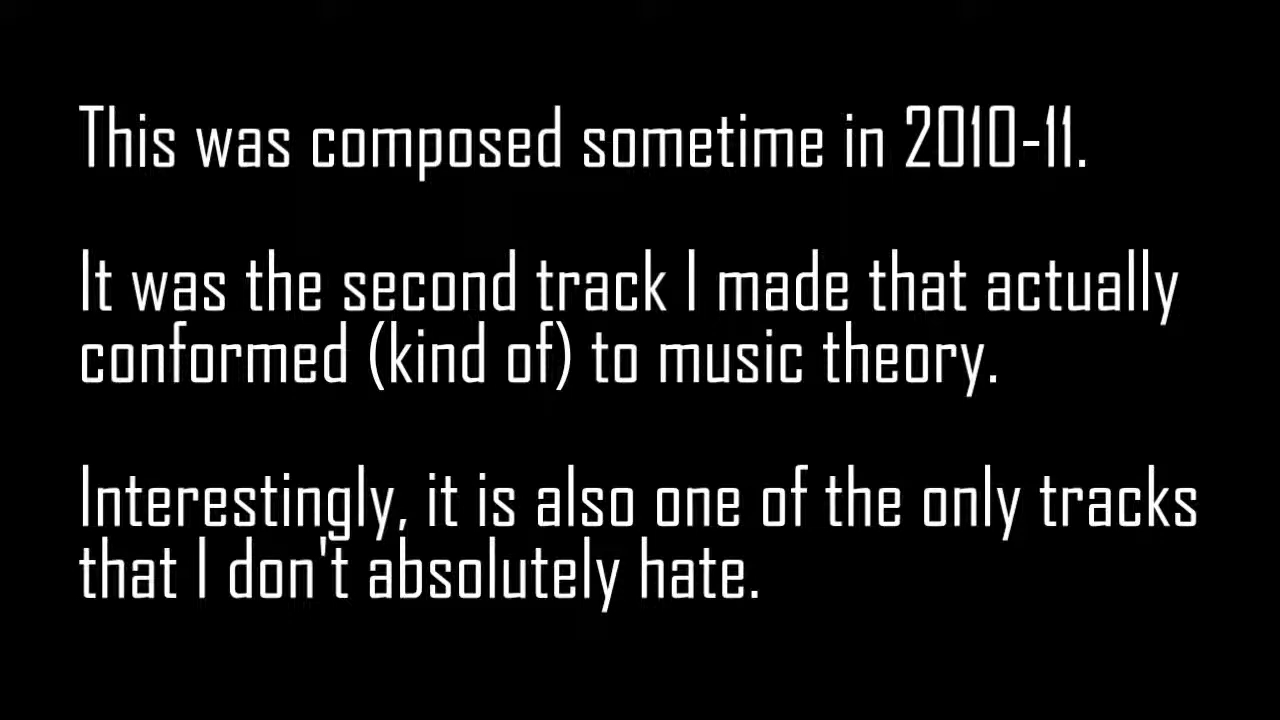 This was composed sometime in 2010-11.
It was the second track I made that actually
conformed (kind of) to music theory.
Interestingly, it is also one of the only tracks
that I don't absolutely hate.